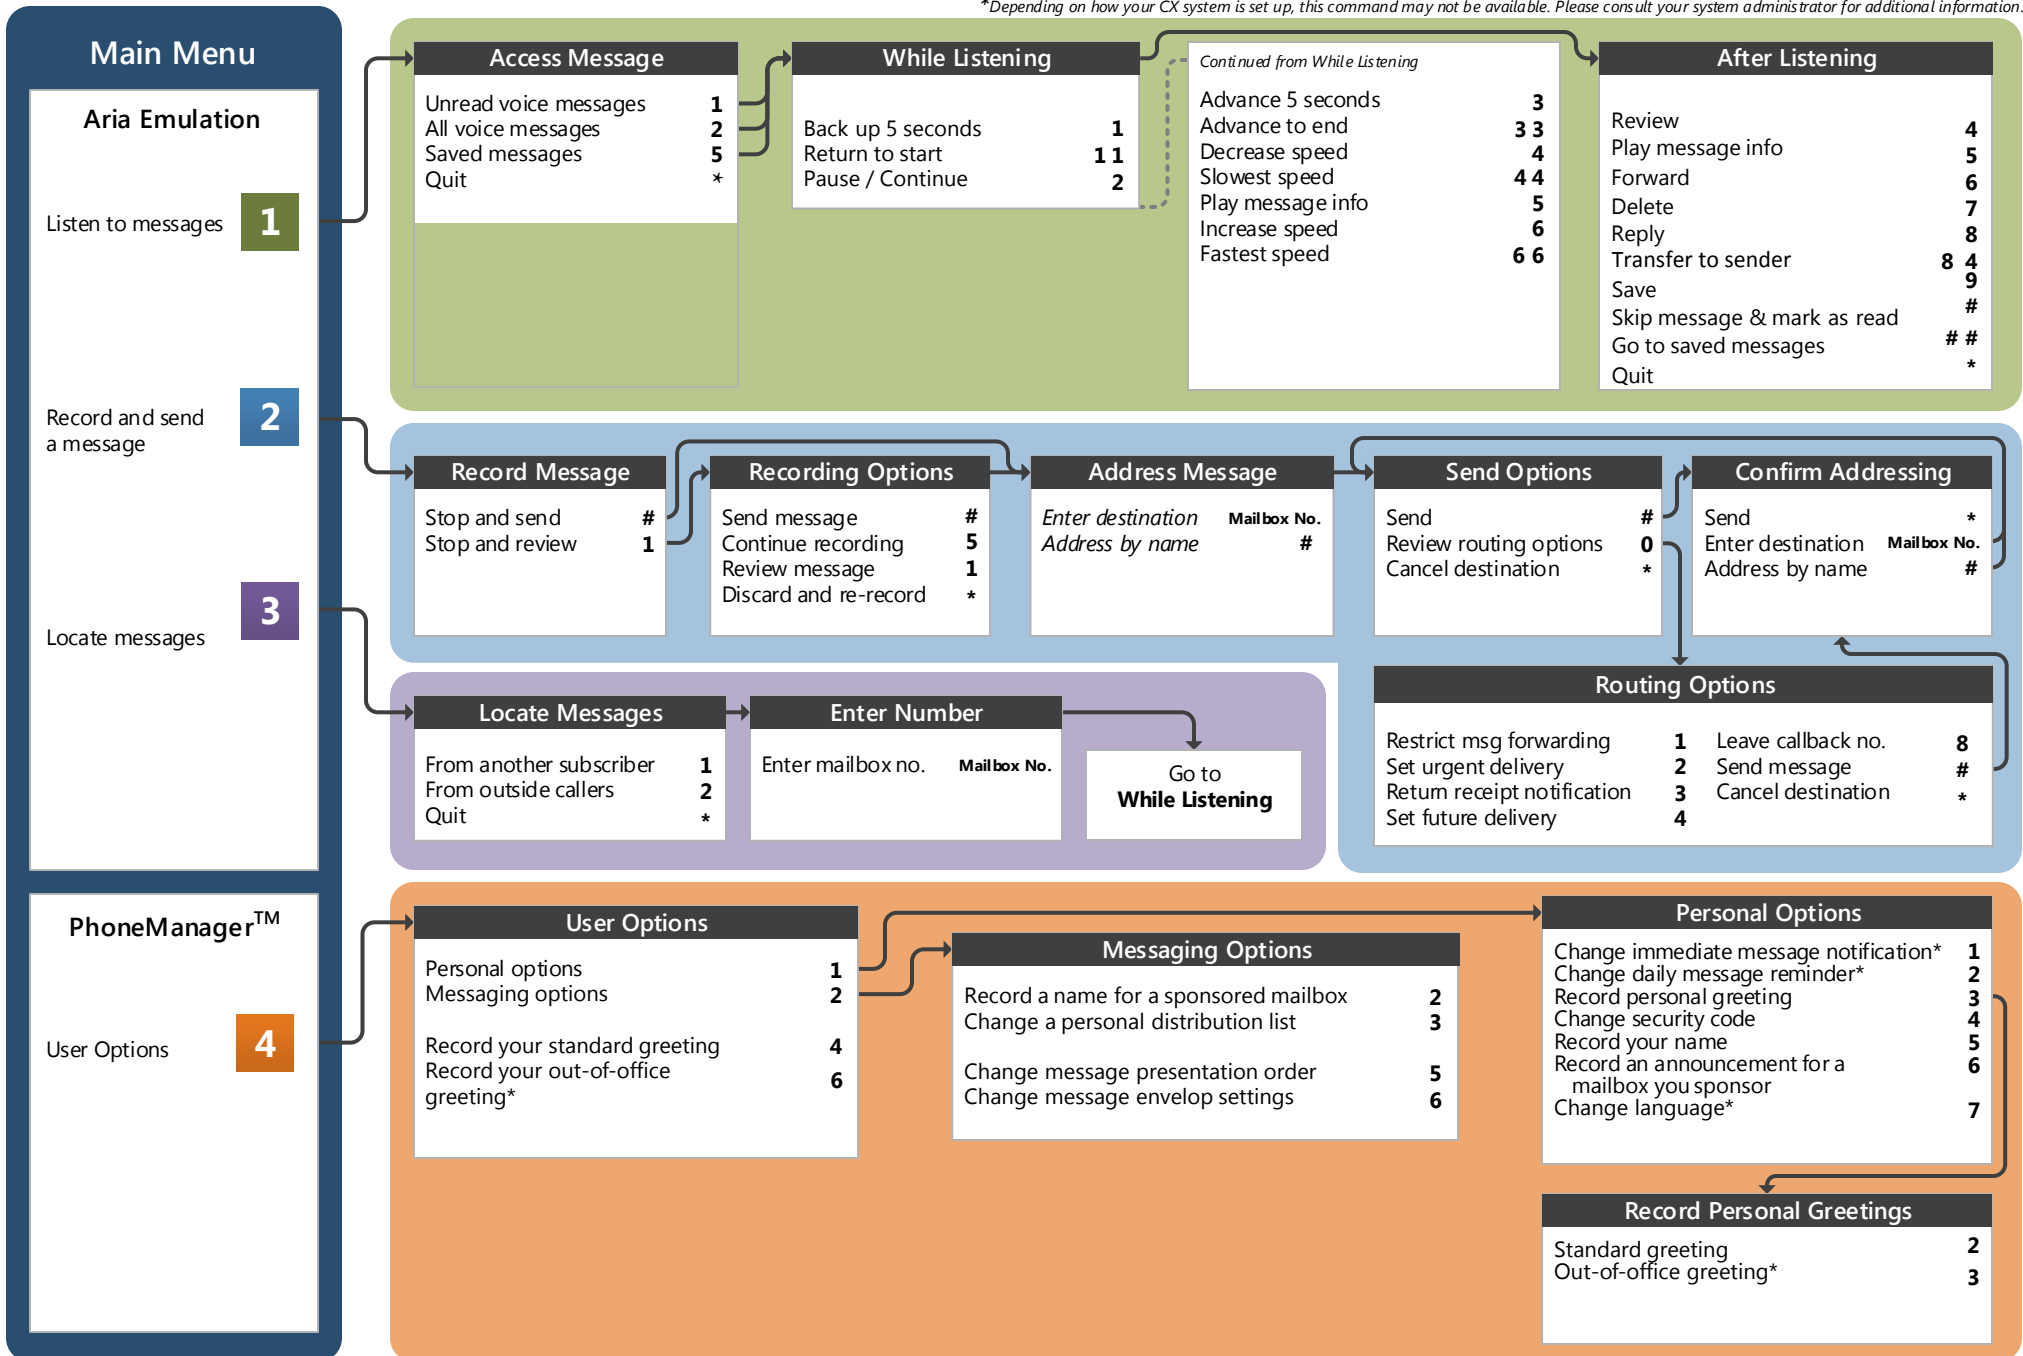 *Depending on how your CX system is set up, this command may not be available. Please consult your system administrator for additional information.
Main Menu
Aria Emulation
Listen to messages 1
Record and send 2
a message
Locate messages 3
PhoneManager™
User Options 4
Access Message
Unread voice messages 1
All voice messages 2
Saved messages 5
Quit *
While Listening
Back up 5 seconds 1
Return to start 1 1
Pause / Continue 2
Continued from While Listening
Advance 5 seconds 3
Advance to end 3 3
Decrease speed 4
Slowest speed 4 4
Play message info 5
Increase speed 6
Fastest speed 6 6
After Listening
Review 4
Play message info 5
Forward 6
Delete 7
Reply 8
Transfer to sender 8 4
Save 9
Skip message & mark as read #
Go to saved messages # #
Quit *
Record Message
Stop and send #
Stop and review 1
Recording Options
Send message #
Continue recording 5
Review message 1
Discard and re-record *
Address Message
Enter destination Mailbox No.
Address by name #
Send Options
Send #
Review routing options 0
Cancel destination *
Confirm Addressing
Send *
Enter destination Mailbox No.
Address by name #
Routing Options
Restrict msg forwarding 1
Set urgent delivery 2
Return receipt notification 3
Set future delivery 4
Leave callback no. 8
Send message #
Cancel destination *
Locate Messages
From another subscriber 1
From outside callers 2
Quit *
Enter Number
Enter mailbox no. Mailbox No.
Go to
While Listening
User Options
Personal options 1
Messaging options 2
Record your standard greeting 4
Record your out-of-office 6
greeting*
Messaging Options
Record a name for a sponsored mailbox 2
Change a personal distribution list 3
Change message presentation order 5
Change message envelop settings 6
Personal Options
Change immediate message notification* 1
Change daily message reminder* 2
Record personal greeting 3
Change security code 4
Record your name 5
Record an announcement for a 6
mailbox you sponsor
Change language* 7
Record Personal Greetings
Standard greeting 2
Out-of-office greeting* 3